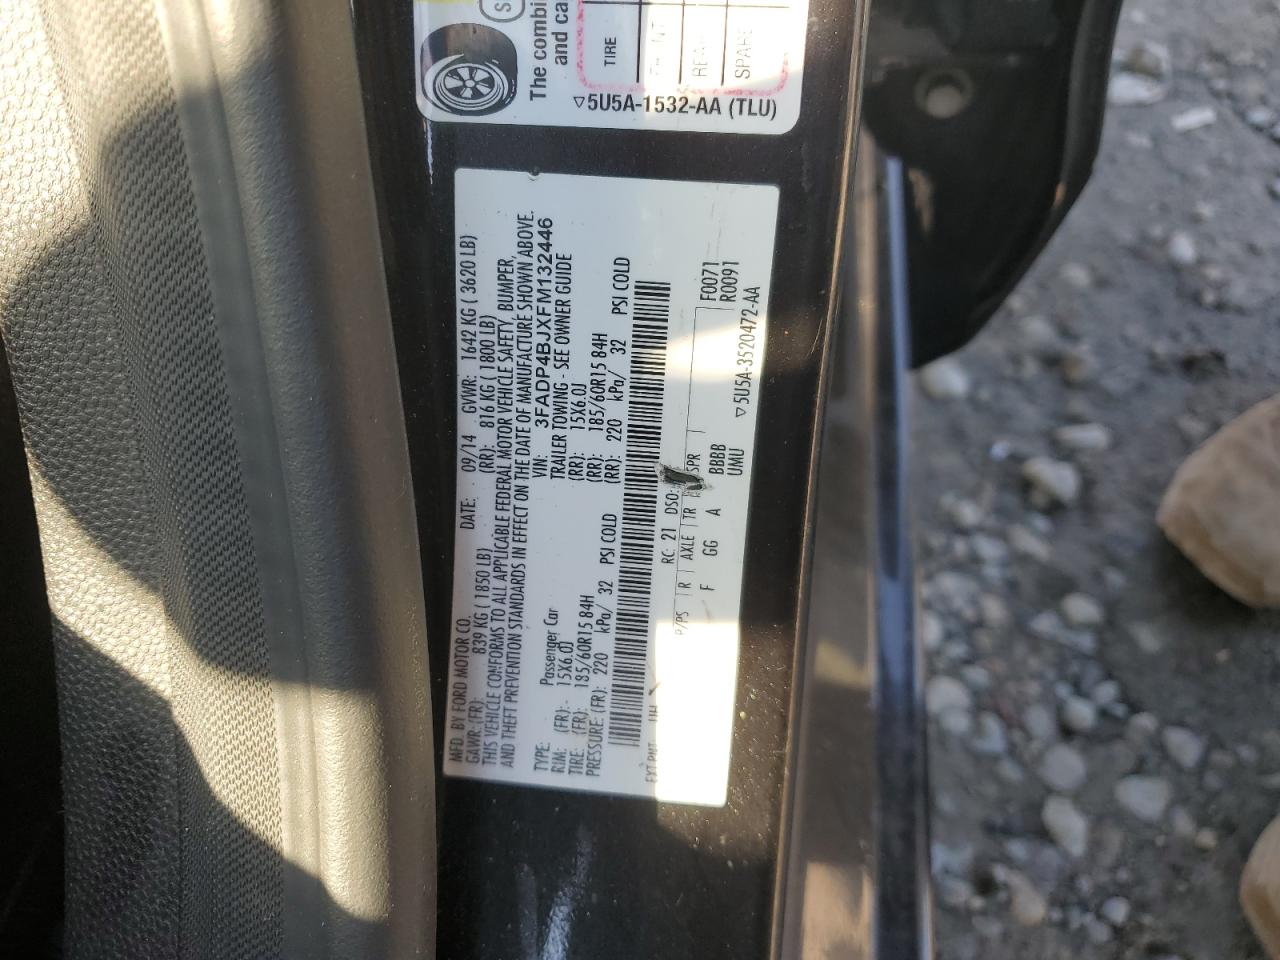 The combi
and ca
TIRE
REA
SPARE
▽5U5A-1532-AA (TLU)
MFD. BY FORD MOTOR CO.
DATE: 09/14 GVWR: 1642 KG ( 3620 LB)
GAWR:(FR): 839 KG ( 1850 LB) (RR): 816 KG ( 1800 LB)
THIS VEHICLE CONFORMS TO ALL APPLICABLE FEDERAL MOTOR VEHICLE SAFETY, BUMPER,
AND THEFT PREVENTION STANDARDS IN EFFECT ON THE DATE OF MANUFACTURE SHOWN ABOVE.
VIN: 3FADP4BJXFM132446
TYPE: Passenger Car TRAILER TOWING - SEE OWNER GUIDE
RIM: (FR): 15X6.0J (RR): 15X6.0J
TIRE: (FR): 185/60R15 84H (RR): 185/60R15 84H
PRESSURE: (FR): 220 kPa/ 32 PSI COLD (RR): 220 kPa/ 32 PSI COLD
EXT PNT: UH RC: 21 DSO:
P/PS R AXLE TR SPR F0071
R0091
F GG A BBBB
UMU
▽5U5A-3520472-AA